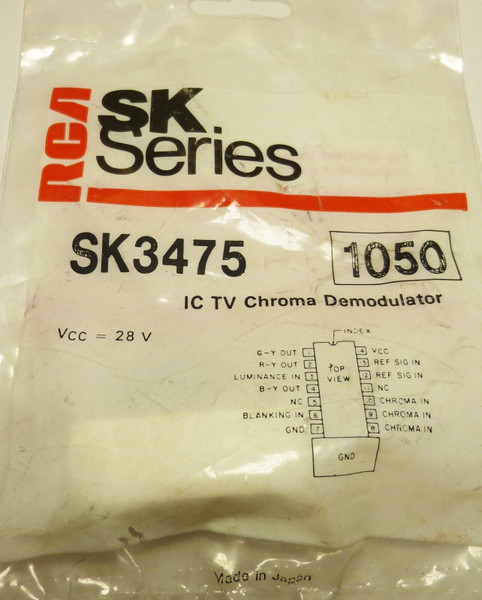 RCA
SK
Series
SK3475 1050
IC TV Chroma Demodulator
VCC = 28 V
INDEX
G-Y OUT 1 14 VCC
R-Y OUT 2 13 REF SIG IN
LUMINANCE IN 3 12 REF SIG IN
B-Y OUT 4 11 NC
NC 5 10 CHROMA IN
BLANKING IN 6 9 CHROMA IN
GND 7 8 CHROMA IN
TOP
VIEW
GND
Made in Japan